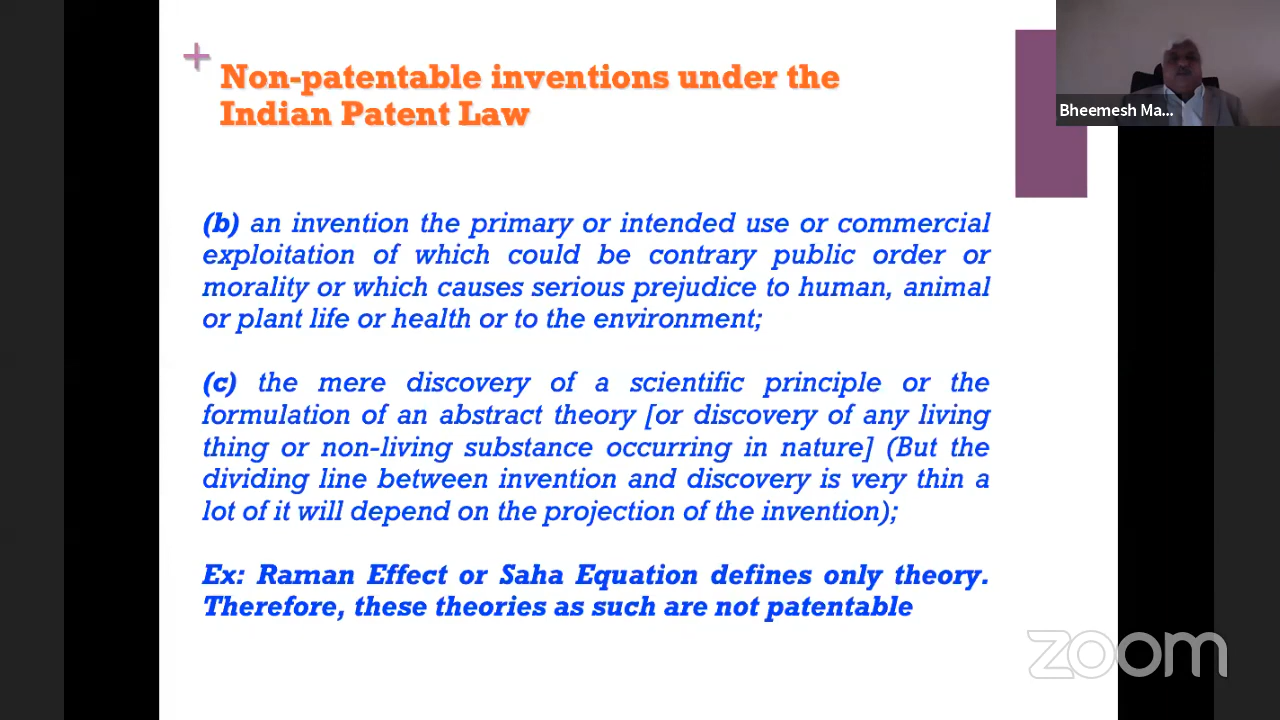 +
Non-patentable inventions under the
Indian Patent Law
Bheemesh Ma...
(b) an invention the primary or intended use or commercial
exploitation of which could be contrary public order or
morality or which causes serious prejudice to human, animal
or plant life or health or to the environment;
(c) the mere discovery of a scientific principle or the
formulation of an abstract theory [or discovery of any living
thing or non-living substance occurring in nature] (But the
dividing line between invention and discovery is very thin a
lot of it will depend on the projection of the invention);
Ex: Raman Effect or Saha Equation defines only theory.
Therefore, these theories as such are not patentable
zoom